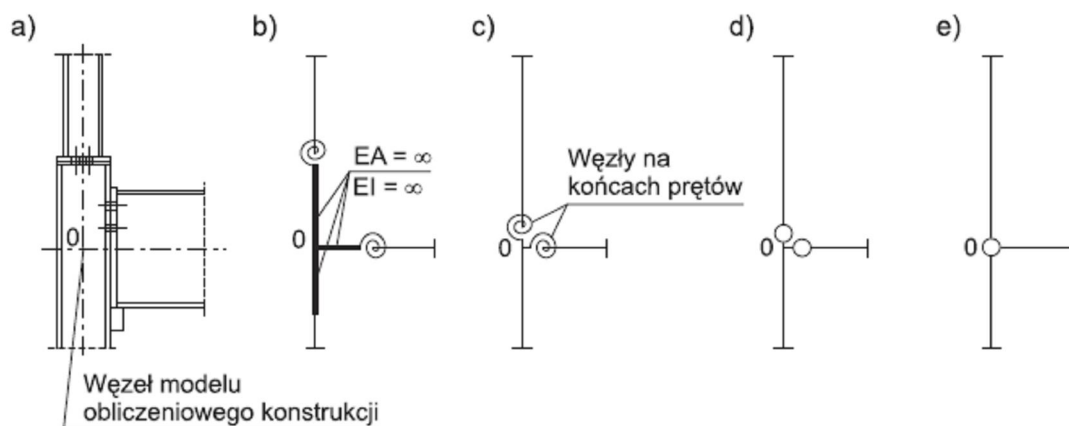 a)
b)
c)
d)
e)
EA = ∞
EI = ∞
Węzły na
końcach prętów
0
0
0
0
0
Węzeł modelu
obliczeniowego konstrukcji